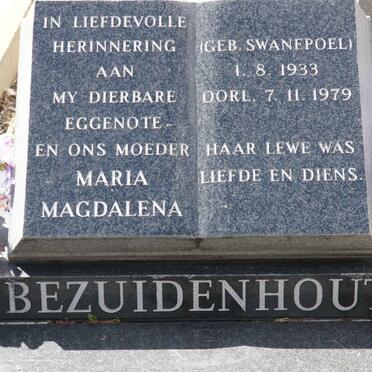 IN LIEFDEVOLLE
HERINNERING
AAN
MY DIERBARE
EGGENOTE -
EN ONS MOEDER
MARIA
MAGDALENA
(GEB. SWANEPOEL)
1. 8. 1933
OORL. 7. 11. 1979
HAAR LEWE WAS
LIEFDE EN DIENS.
BEZUIDENHOUT